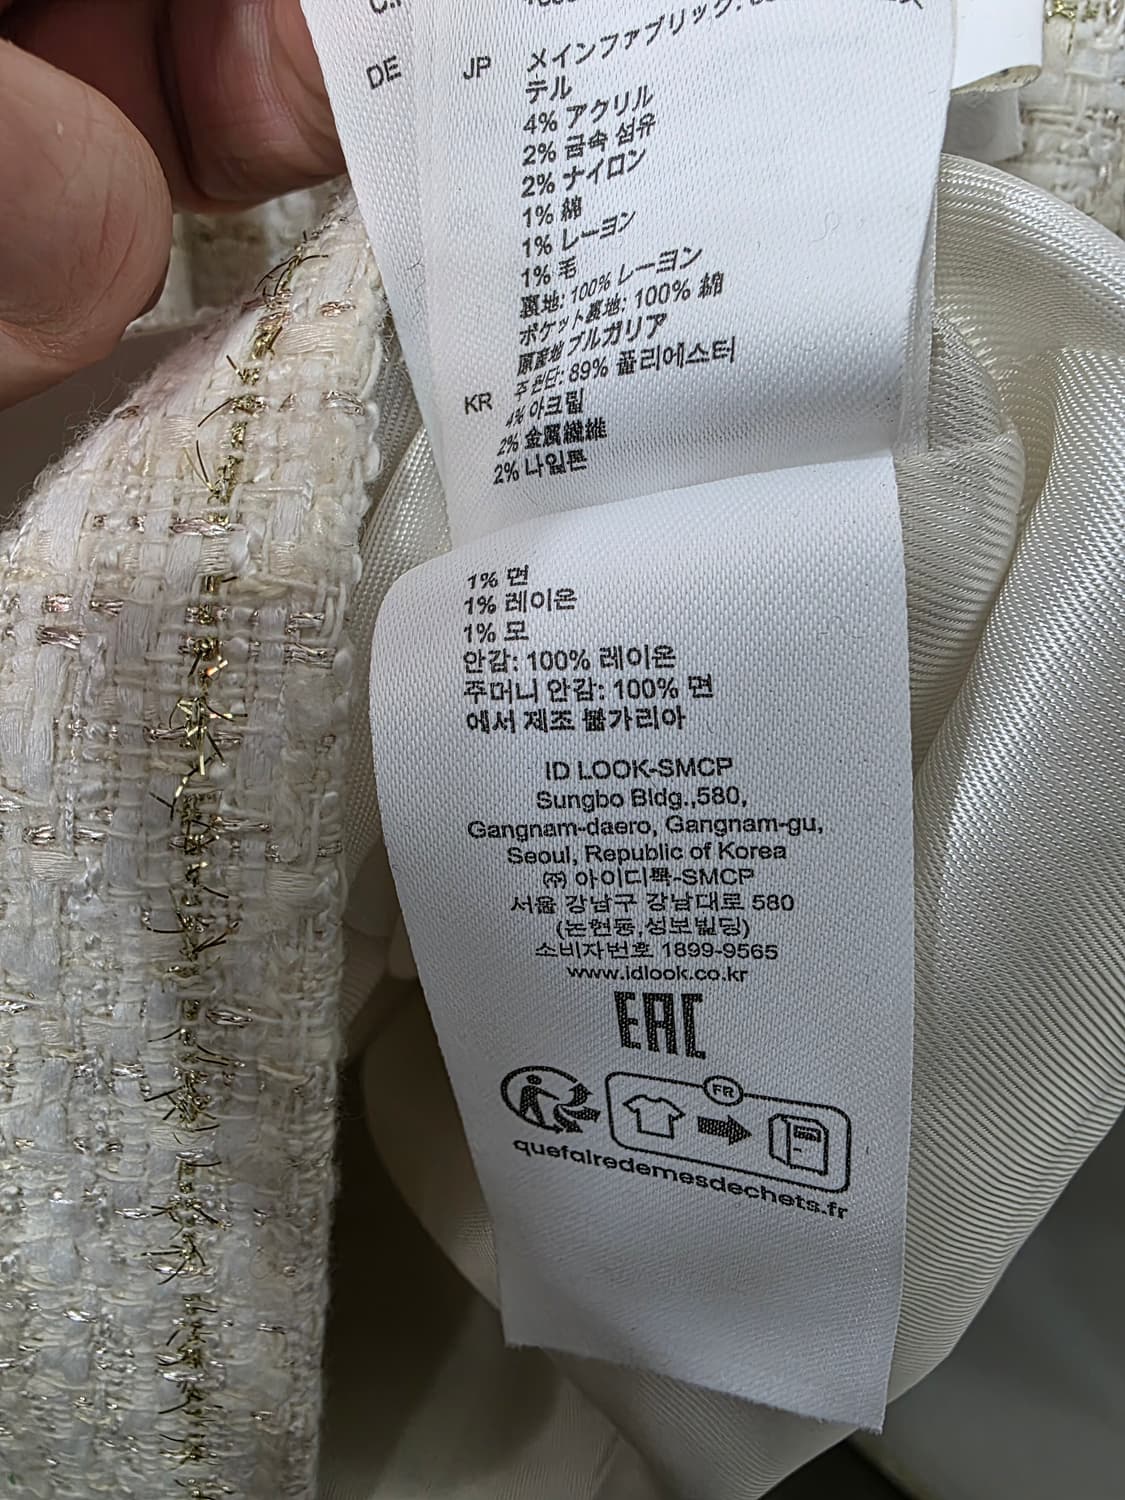 DE
JP メインファブリック:
テル
4% アクリル
2% 금속 섬유
2% ナイロン
1% 綿
1% レーヨン
1% 毛
裏地: 100% レーヨン
ポケット裏地: 100% 綿
原産地 ブルガリア
KR 주 원단: 89% 폴리에스터
4% 아크릴
2% 金属繊維
2% 나일론
1% 면
1% 레이온
1% 모
안감: 100% 레이온
주머니 안감: 100% 면
에서 제조 불가리아
ID LOOK-SMCP
Sungbo Bldg.,580,
Gangnam-daero, Gangnam-gu,
Seoul, Republic of Korea
㈜ 아이디룩-SMCP
서울 강남구 강남대로 580
(논현동,성보빌딩)
소비자번호 1899-9565
www.idlook.co.kr
EAC
FR
quefairedemesdechets.fr